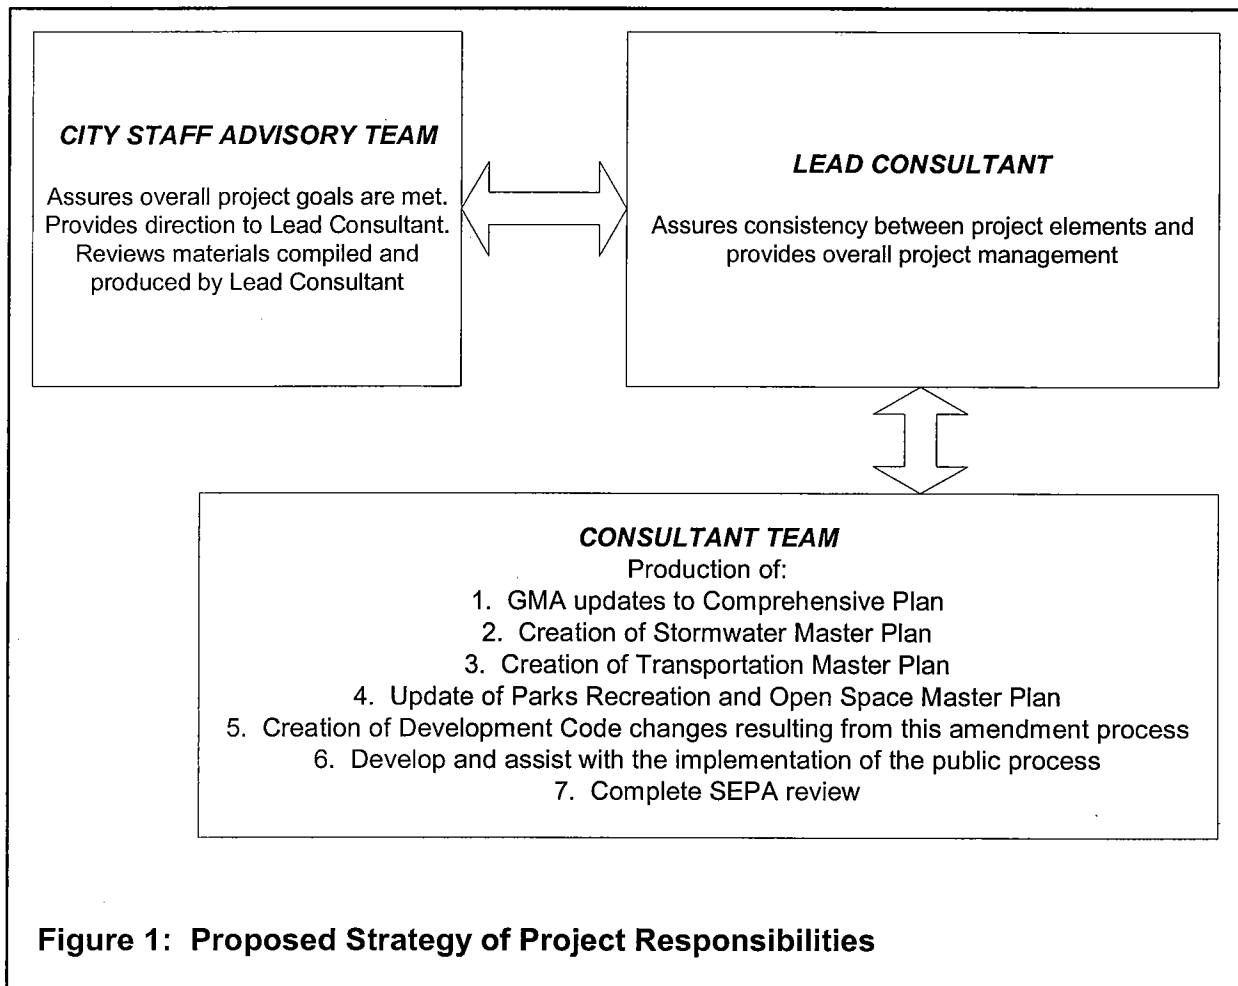 CITY STAFF ADVISORY TEAM
Assures overall project goals are met.
Provides direction to Lead Consultant.
Reviews materials compiled and
produced by Lead Consultant
LEAD CONSULTANT
Assures consistency between project elements and
provides overall project management
CONSULTANT TEAM
Production of:
1. GMA updates to Comprehensive Plan
2. Creation of Stormwater Master Plan
3. Creation of Transportation Master Plan
4. Update of Parks Recreation and Open Space Master Plan
5. Creation of Development Code changes resulting from this amendment process
6. Develop and assist with the implementation of the public process
7. Complete SEPA review
Figure 1: Proposed Strategy of Project Responsibilities